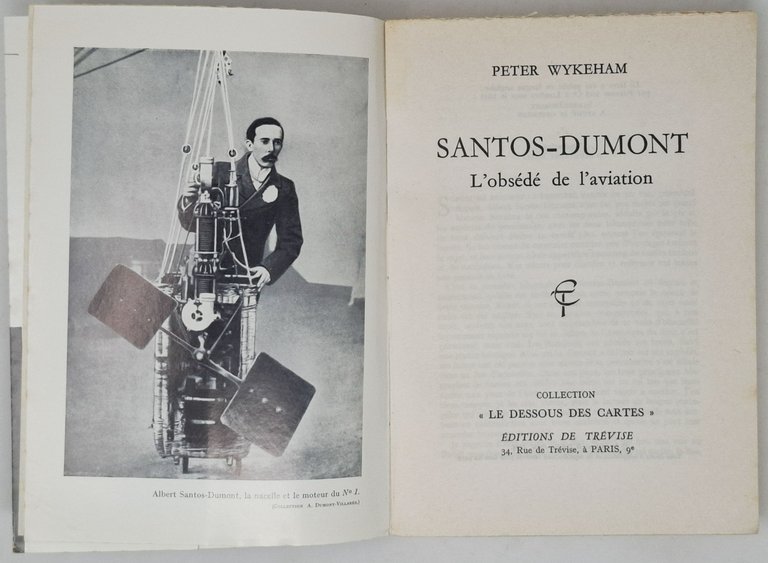 Albert Santos-Dumont, la nacelle et le moteur du Nº 1.
(COLLECTION A. DUMONT-VILLARES.)
PETER WYKEHAM
SANTOS-DUMONT
L'obsédé de l'aviation
COLLECTION
« LE DESSOUS DES CARTES »
ÉDITIONS DE TRÉVISE
34, Rue de Trévise, à PARIS, 9e